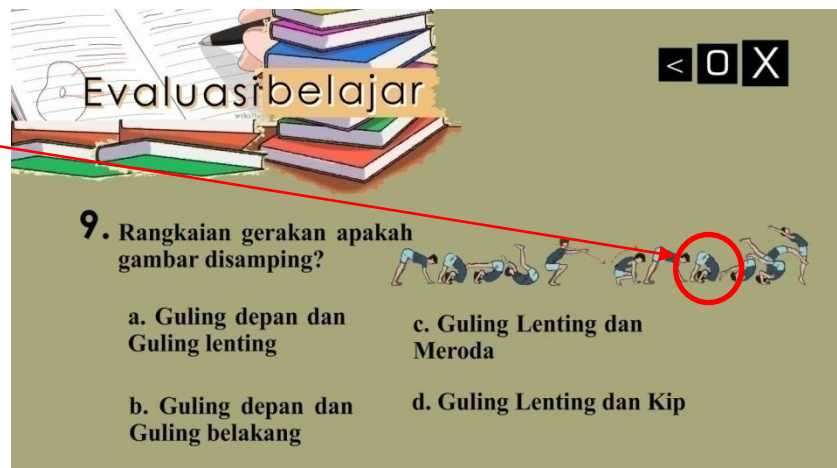 Evaluasi belajar
< O X
9. Rangkaian gerakan apakah
gambar disamping?
a. Guling depan dan
Guling lenting
c. Guling Lenting dan
Meroda
b. Guling depan dan
Guling belakang
d. Guling Lenting dan Kip